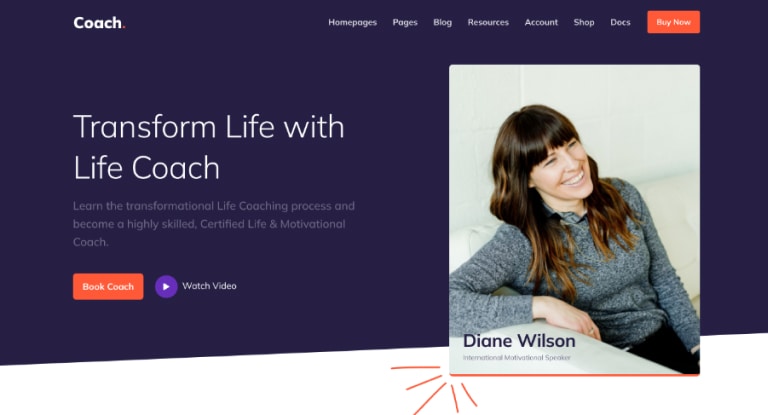 Coach.
Homepages Pages Blog Resources Account Shop Docs Buy Now
Transform Life with
Life Coach
Learn the transformational Life Coaching process and
become a highly skilled, Certified Life & Motivational
Coach.
Book Coach Watch Video
Diane Wilson
International Motivational Speaker